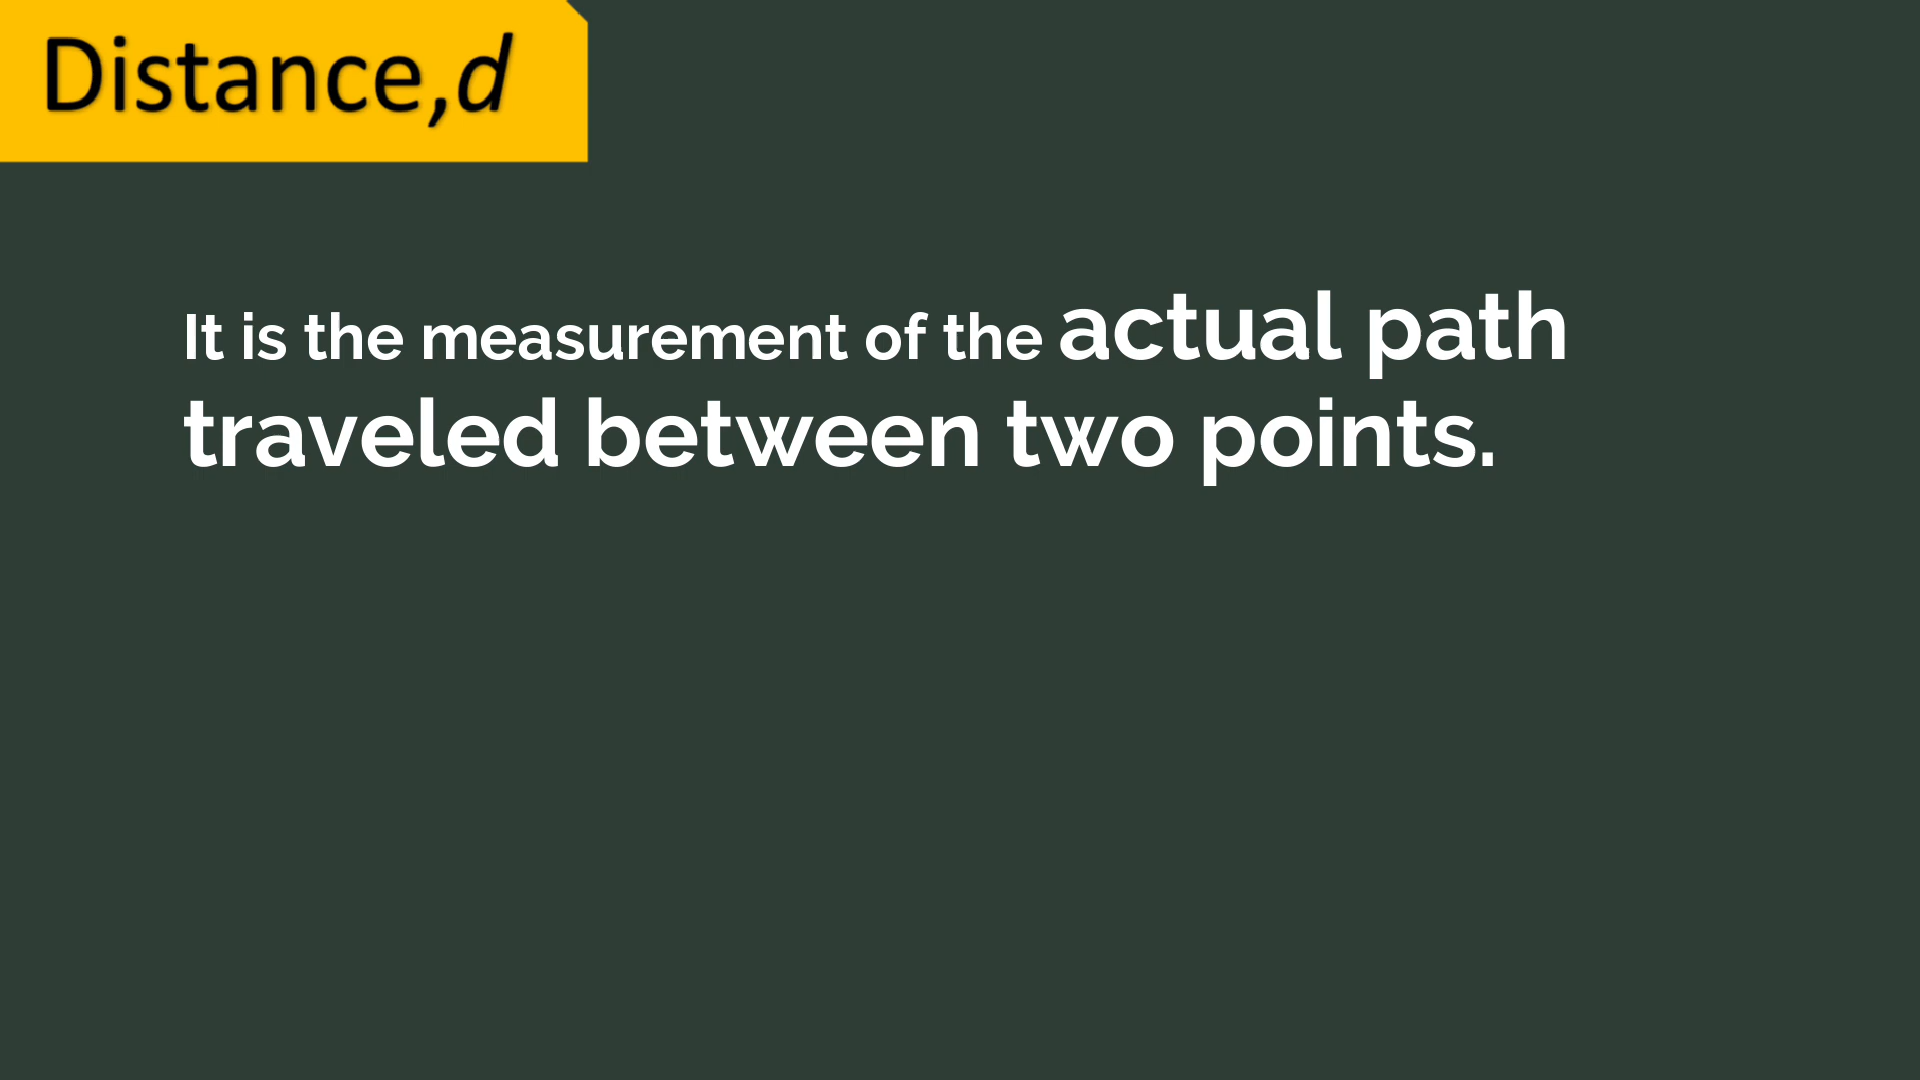 Distance,d
It is the measurement of the actual path
traveled between two points.